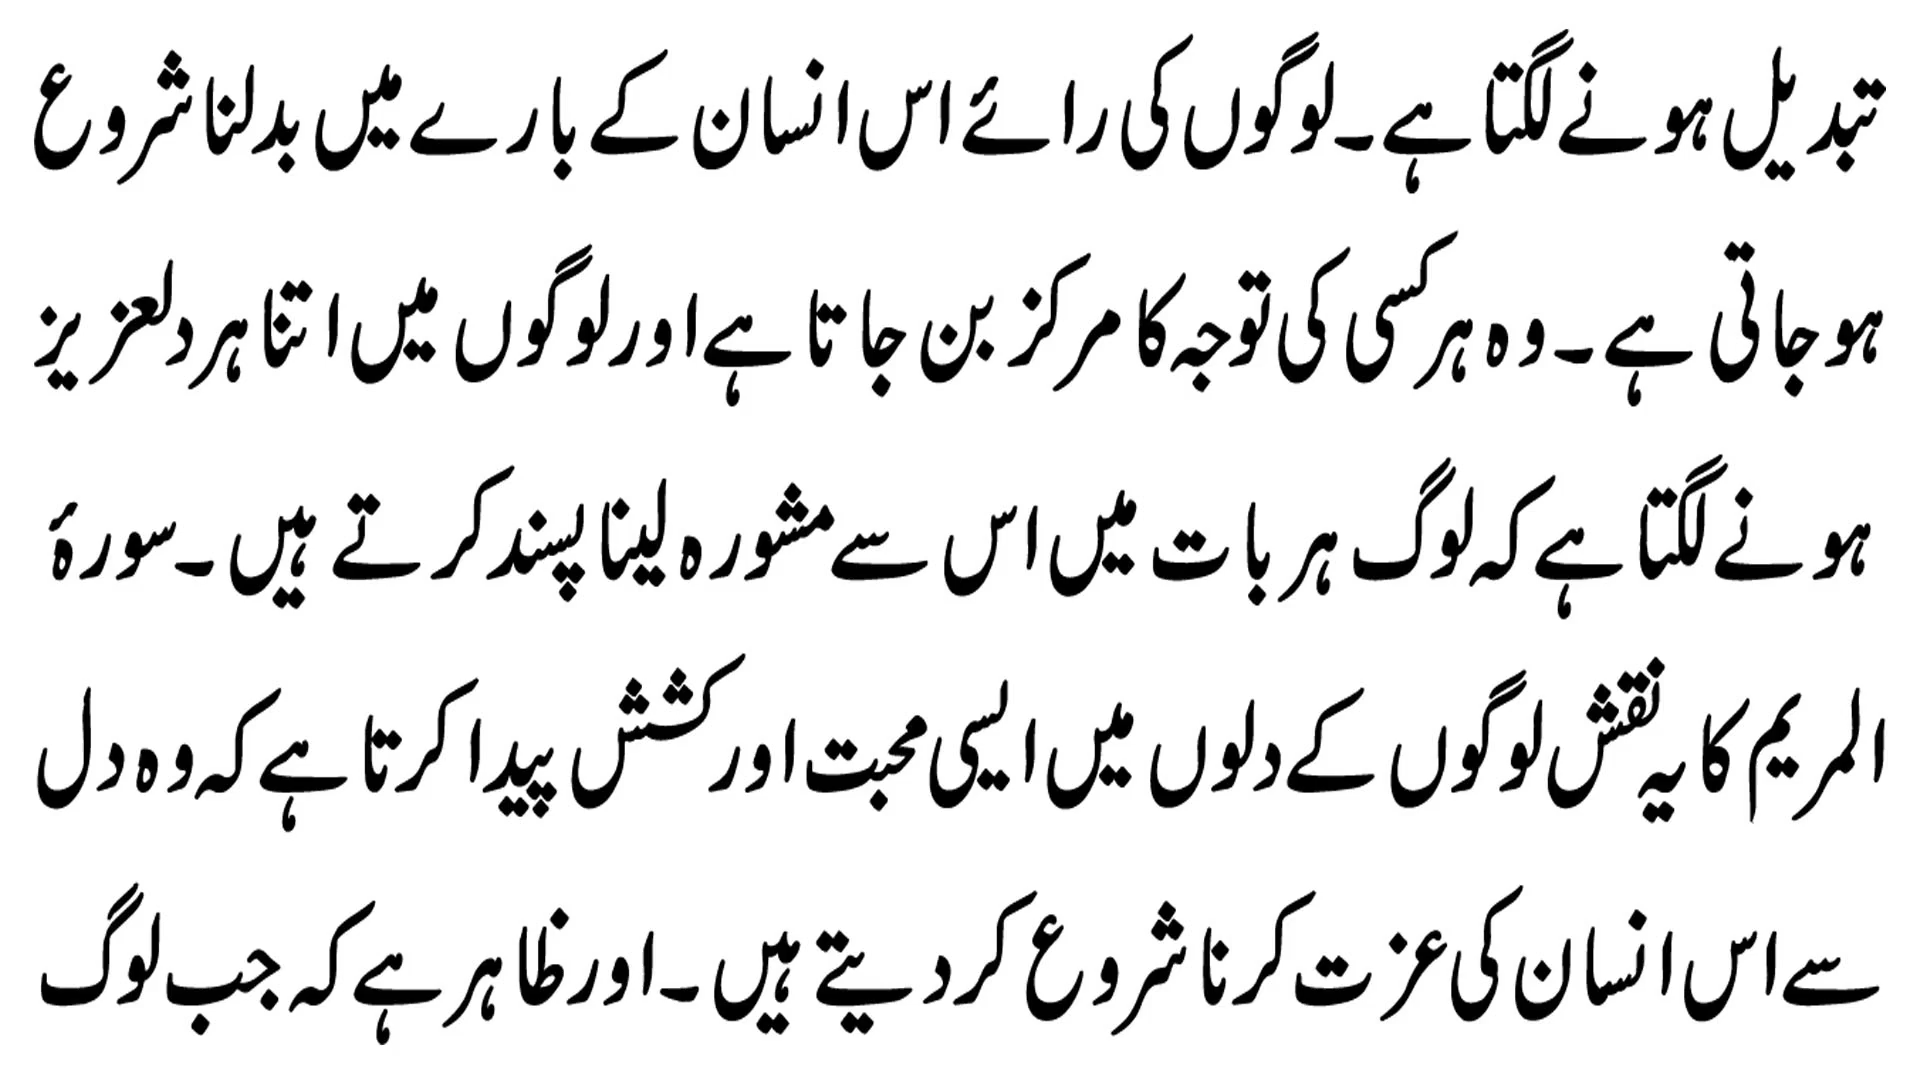 تبدیل ہونے لگتا ہے۔ لوگوں کی رائے اس انسان کے بارے میں بدلنا شروع
ہو جاتی ہے۔ وہ ہر کسی کی توجہ کا مرکز بن جاتا ہے اور لوگوں میں اتنا ہر دلعزیز
ہونے لگتا ہے کہ لوگ ہر بات میں اس سے مشورہ لینا پسند کرتے ہیں۔ سورۂ
المریم کا یہ نقش لوگوں کے دلوں میں ایسی محبت اور کشش پیدا کرتا ہے کہ وہ دل
سے اس انسان کی عزت کرنا شروع کر دیتے ہیں۔ اور ظاہر ہے کہ جب لوگ